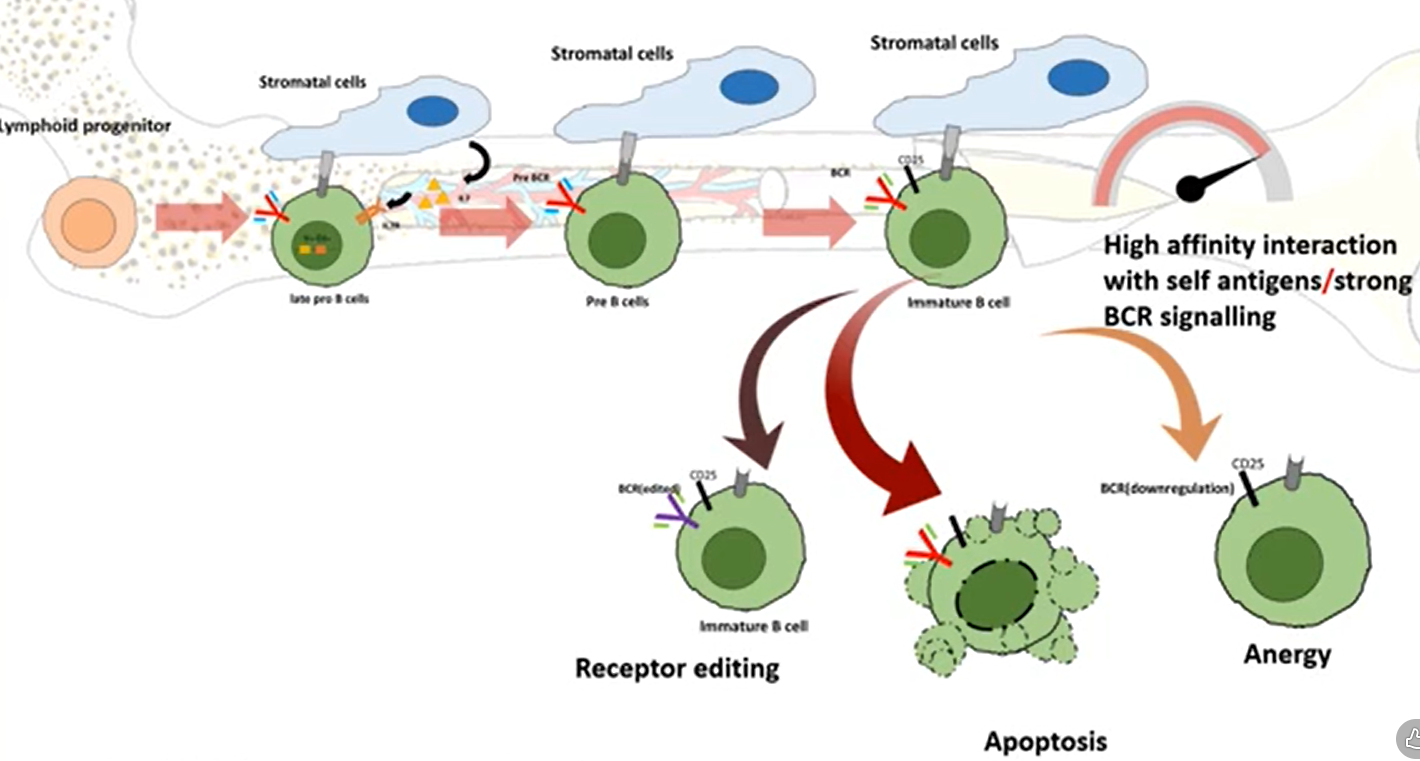 Stromatal cells
Stromatal cells
Stromatal cells
Lymphoid progenitor
CD25
Pre BCR
BCR
IL7
late pro B cells
Pre B cells
Immature B cell
High affinity interaction
with self antigens/strong
BCR signalling
CD25
BCR(edited)
CD25
BCR(downregulation)
Immature B cell
Receptor editing
Anergy
Apoptosis